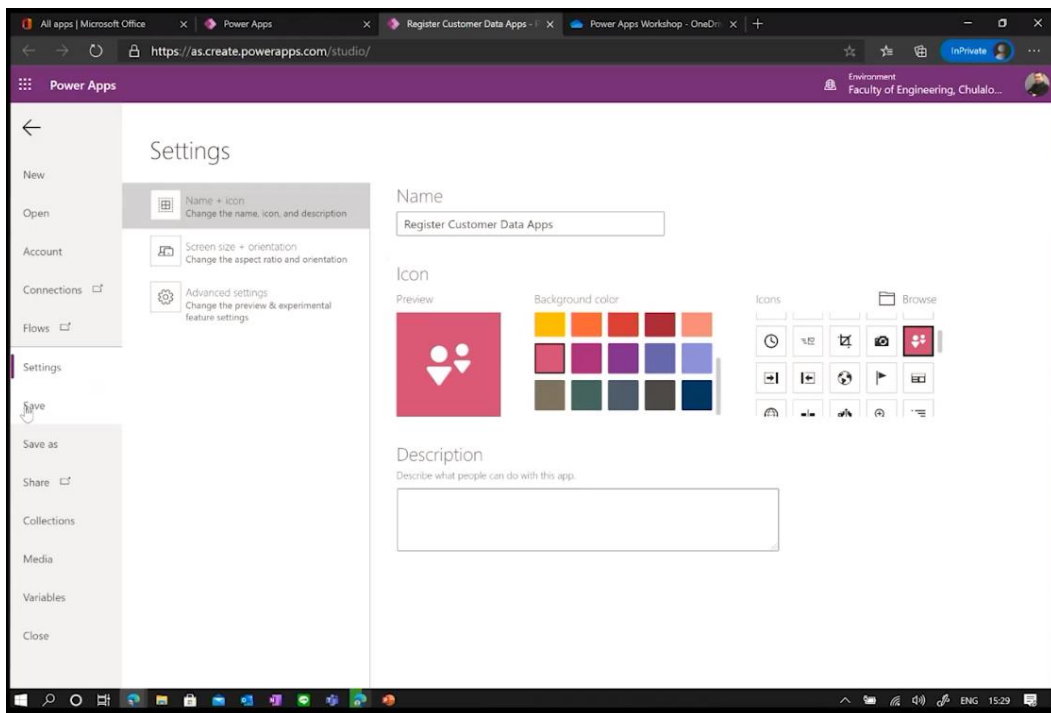 All apps | Microsoft Office
Power Apps
Register Customer Data Apps - P
Power Apps Workshop - OneDri
https://as.create.powerapps.com/studio/
InPrivate
Power Apps
Environment
Faculty of Engineering, Chulalo...
Settings
New
Open
Account
Connections
Flows
Settings
Save
Save as
Share
Collections
Media
Variables
Close
Name + icon
Change the name, icon, and description
Screen size + orientation
Change the aspect ratio and orientation
Advanced settings
Change the preview & experimental
feature settings
Name
Register Customer Data Apps
Icon
Preview
Background color
Icons
Browse
Description
Describe what people can do with this app.
ENG
15:29